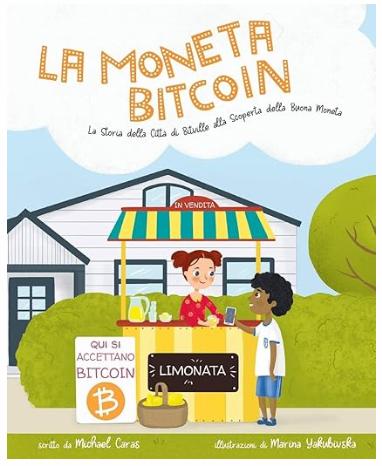 LA MONETA
BITCOIN
La Storia della Città di Bitville alla Scoperta della Buona Moneta
IN VENDITA
QUI SI
ACCETTANO
BITCOIN
LIMONATA
scritto da Michael Caras
illustrazioni di Marina Yakubivska